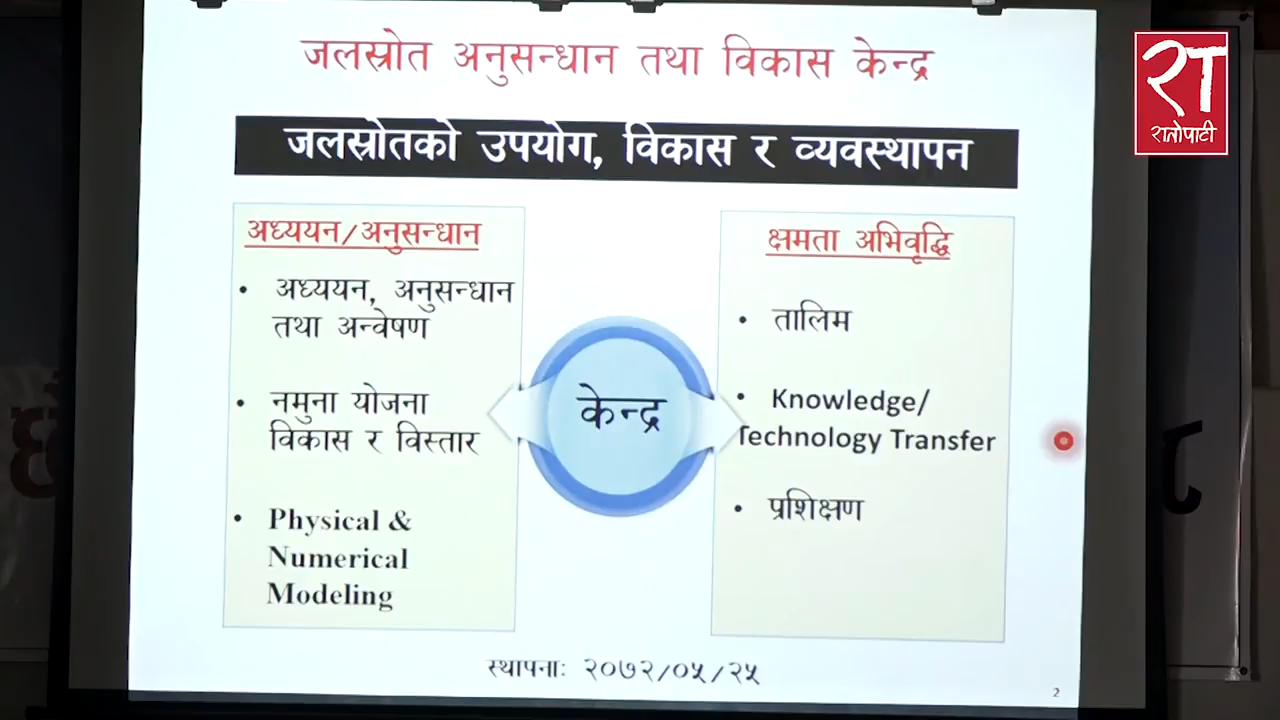 जलस्रोत अनुसन्धान तथा विकास केन्द्र
रा
रातोपाटी
जलस्रोतको उपयोग, विकास र व्यवस्थापन
अध्ययन/अनुसन्धान
• अध्ययन, अनुसन्धान
तथा अन्वेषण
• नमुना योजना
विकास र विस्तार
• Physical &
Numerical
Modeling
केन्द्र
क्षमता अभिवृद्धि
• तालिम
• Knowledge/
Technology Transfer
• प्रशिक्षण
स्थापनाः २०७२/०५/२५
2